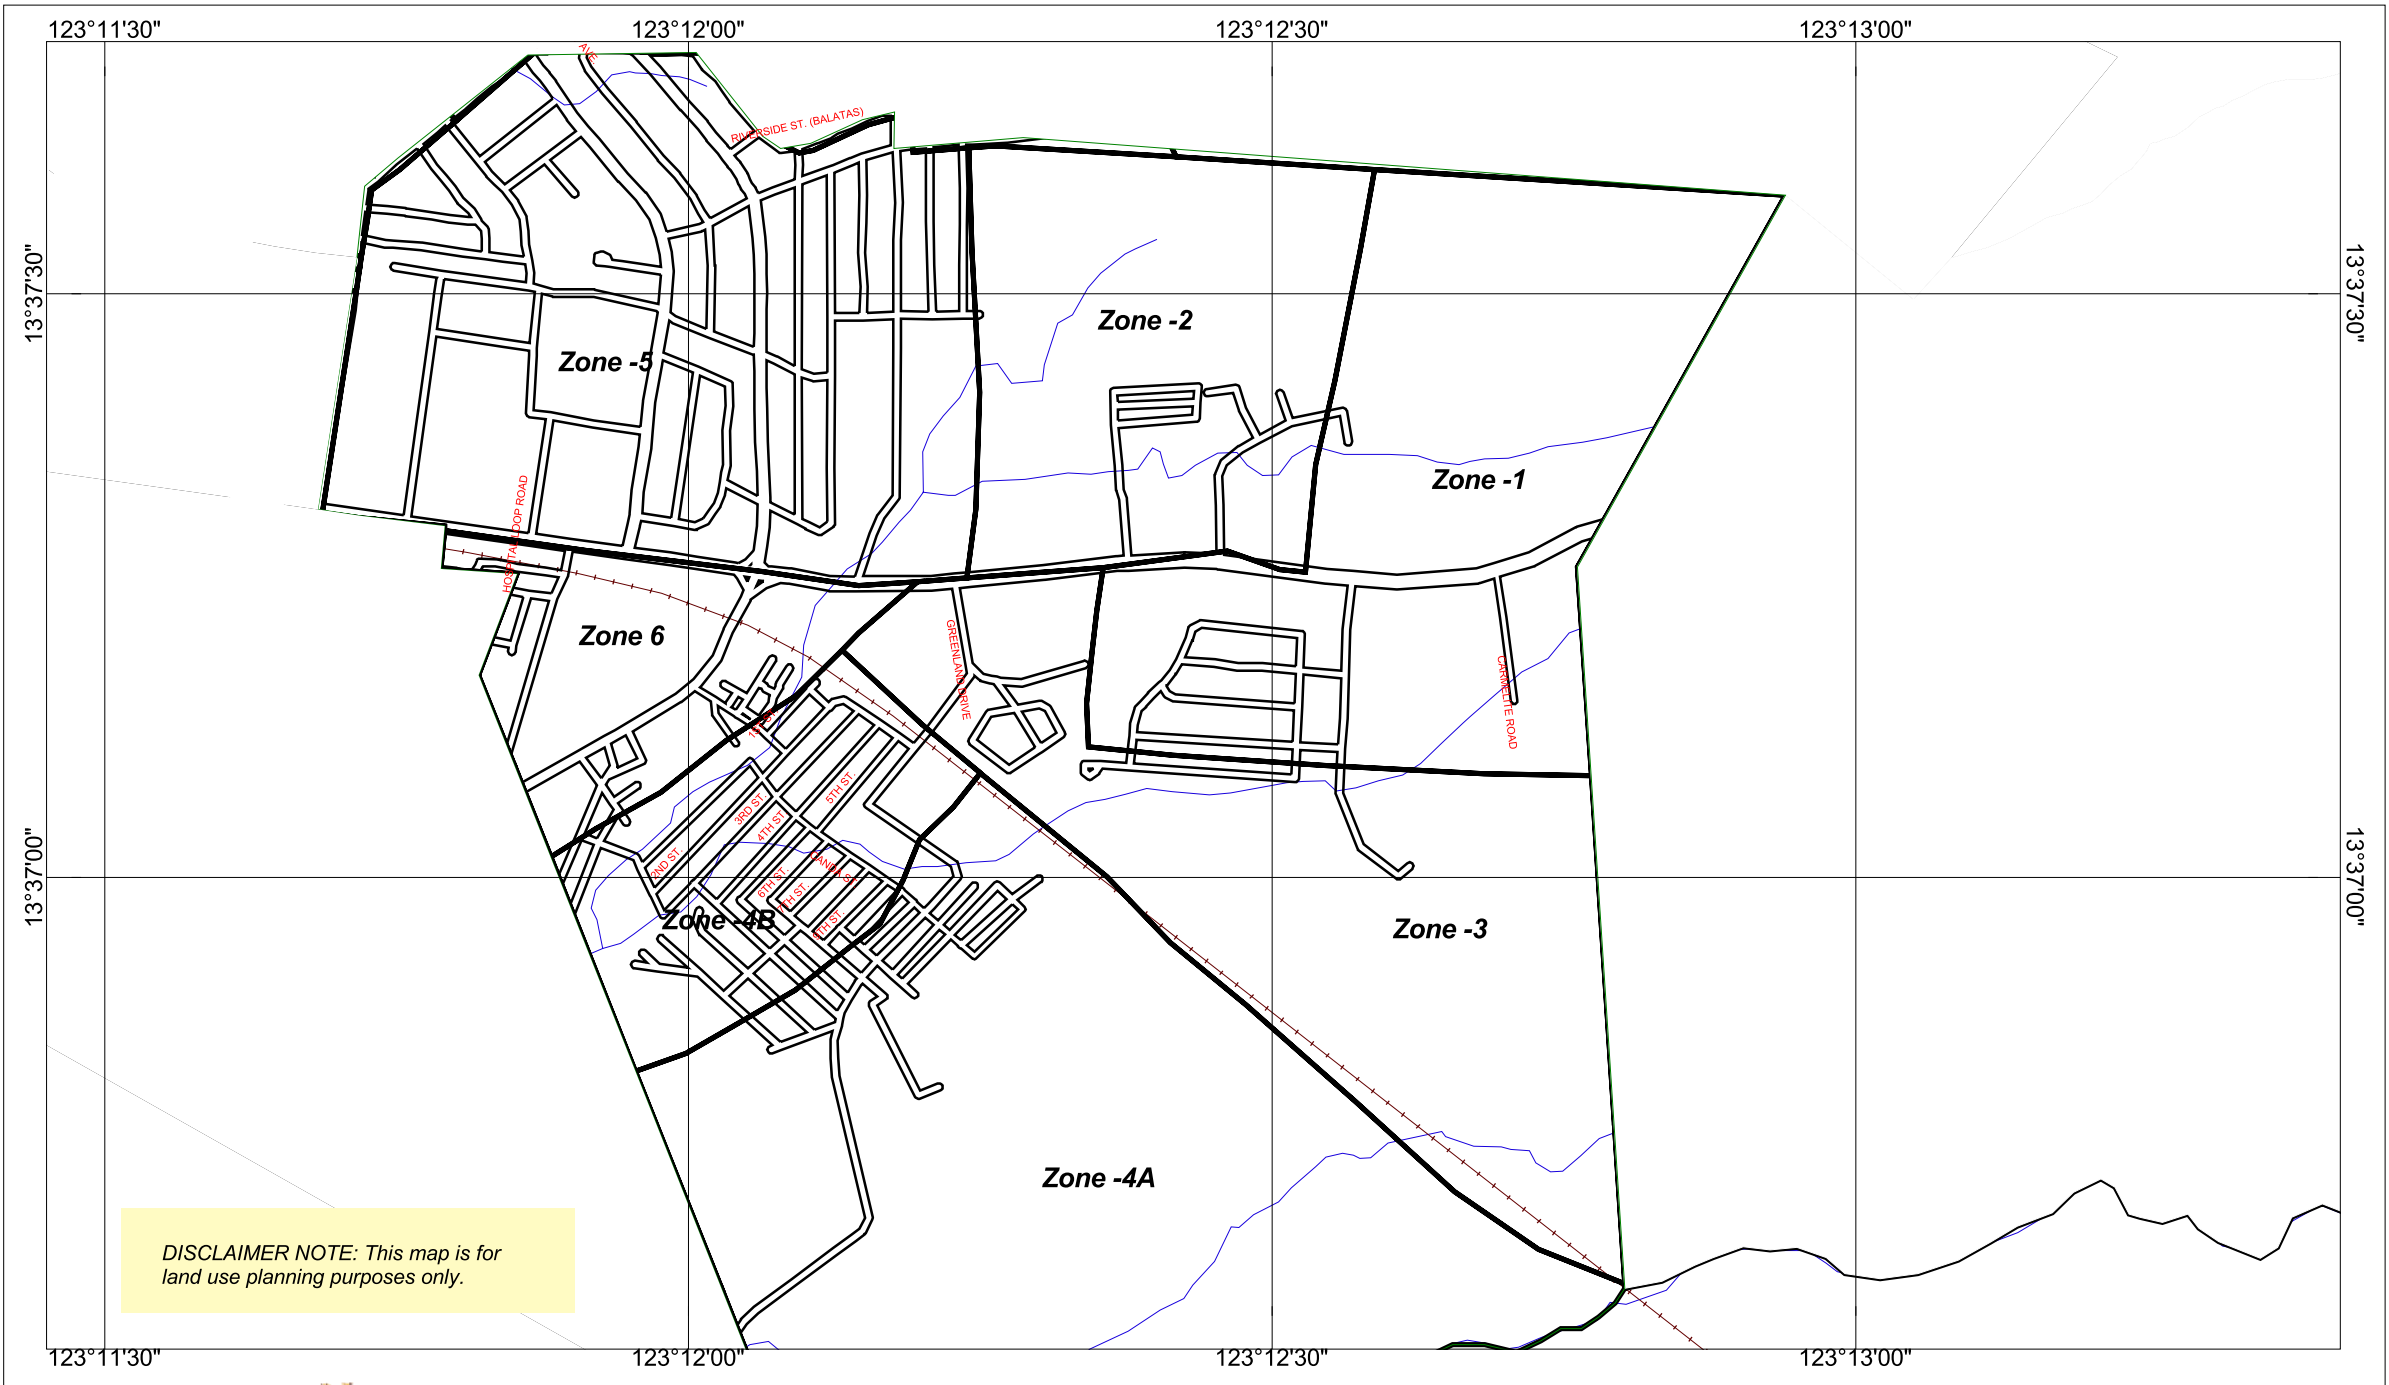 123°11'30"
123°12'00"
123°12'30"
123°13'00"
AVE.
RIVERSIDE ST. (BALATAS)
13°37'30"
13°37'30"
Zone -2
Zone -5
Zone -1
HOSPITAL LOOP ROAD
Zone 6
GREENLAND DRIVE
CARMELITE ROAD
5TH ST.
3RD ST.
4TH ST.
2ND ST.
6TH ST.
7TH ST.
13°37'00"
13°37'00"
Zone -4B
Zone -3
Zone -4A
DISCLAIMER NOTE: This map is for
land use planning purposes only.
123°11'30"
123°12'00"
123°12'30"
123°13'00"